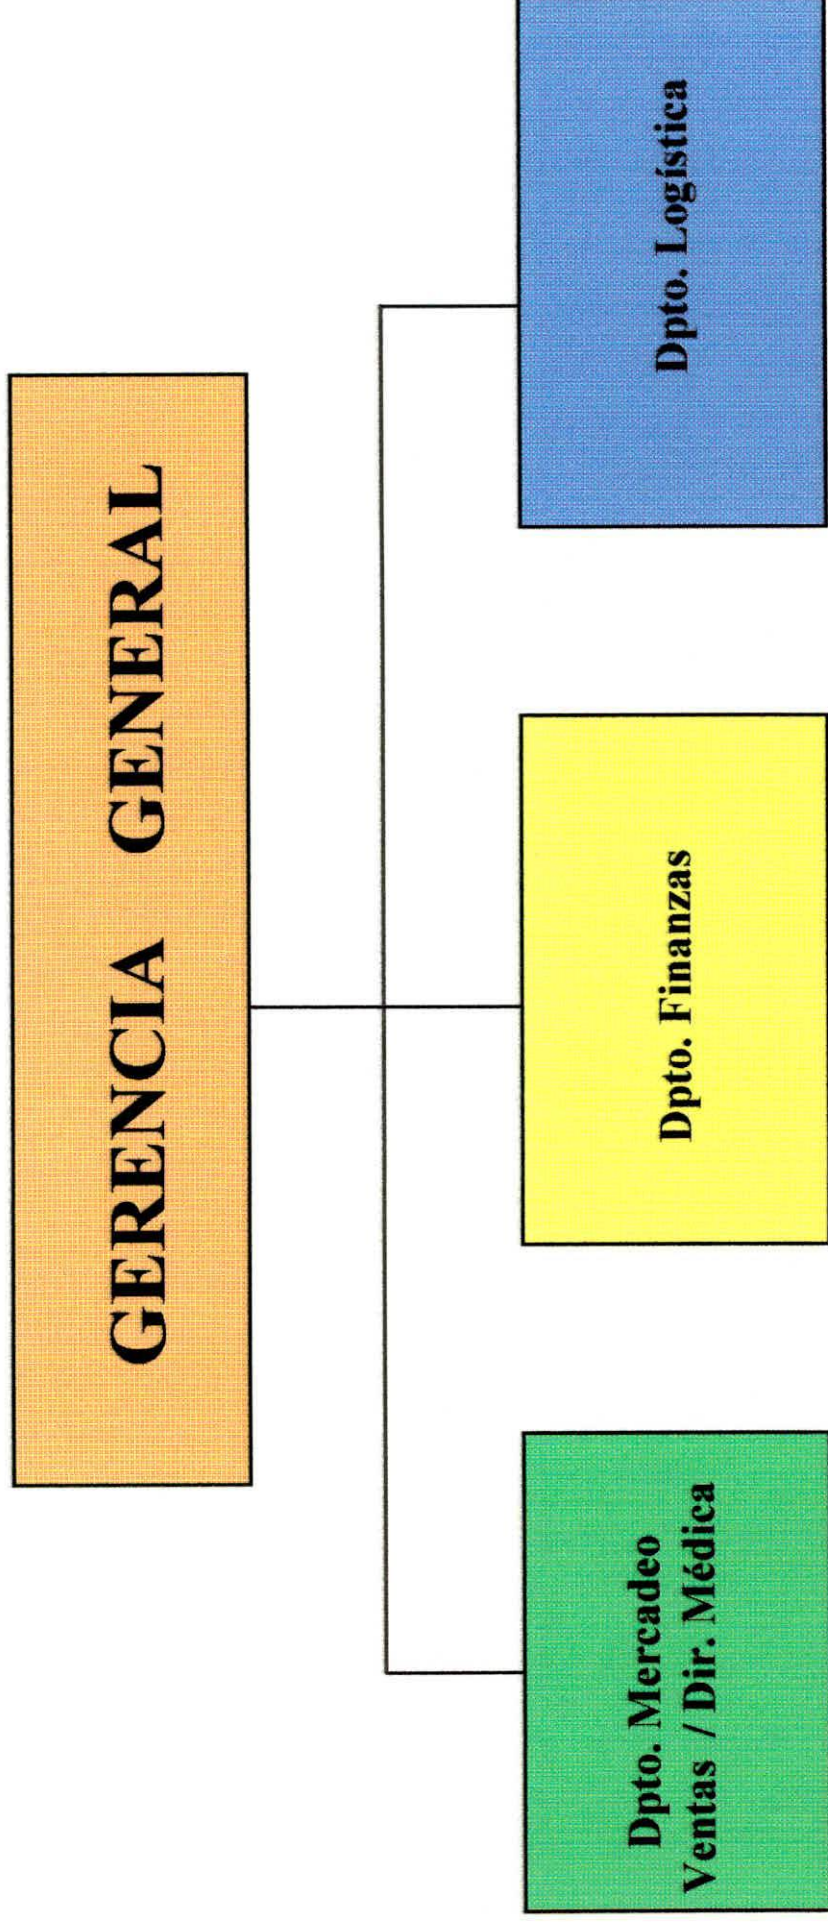 GERENCIA GENERAL
Dpto. Mercadeo
Ventas / Dir. Médica
Dpto. Finanzas
Dpto. Logística